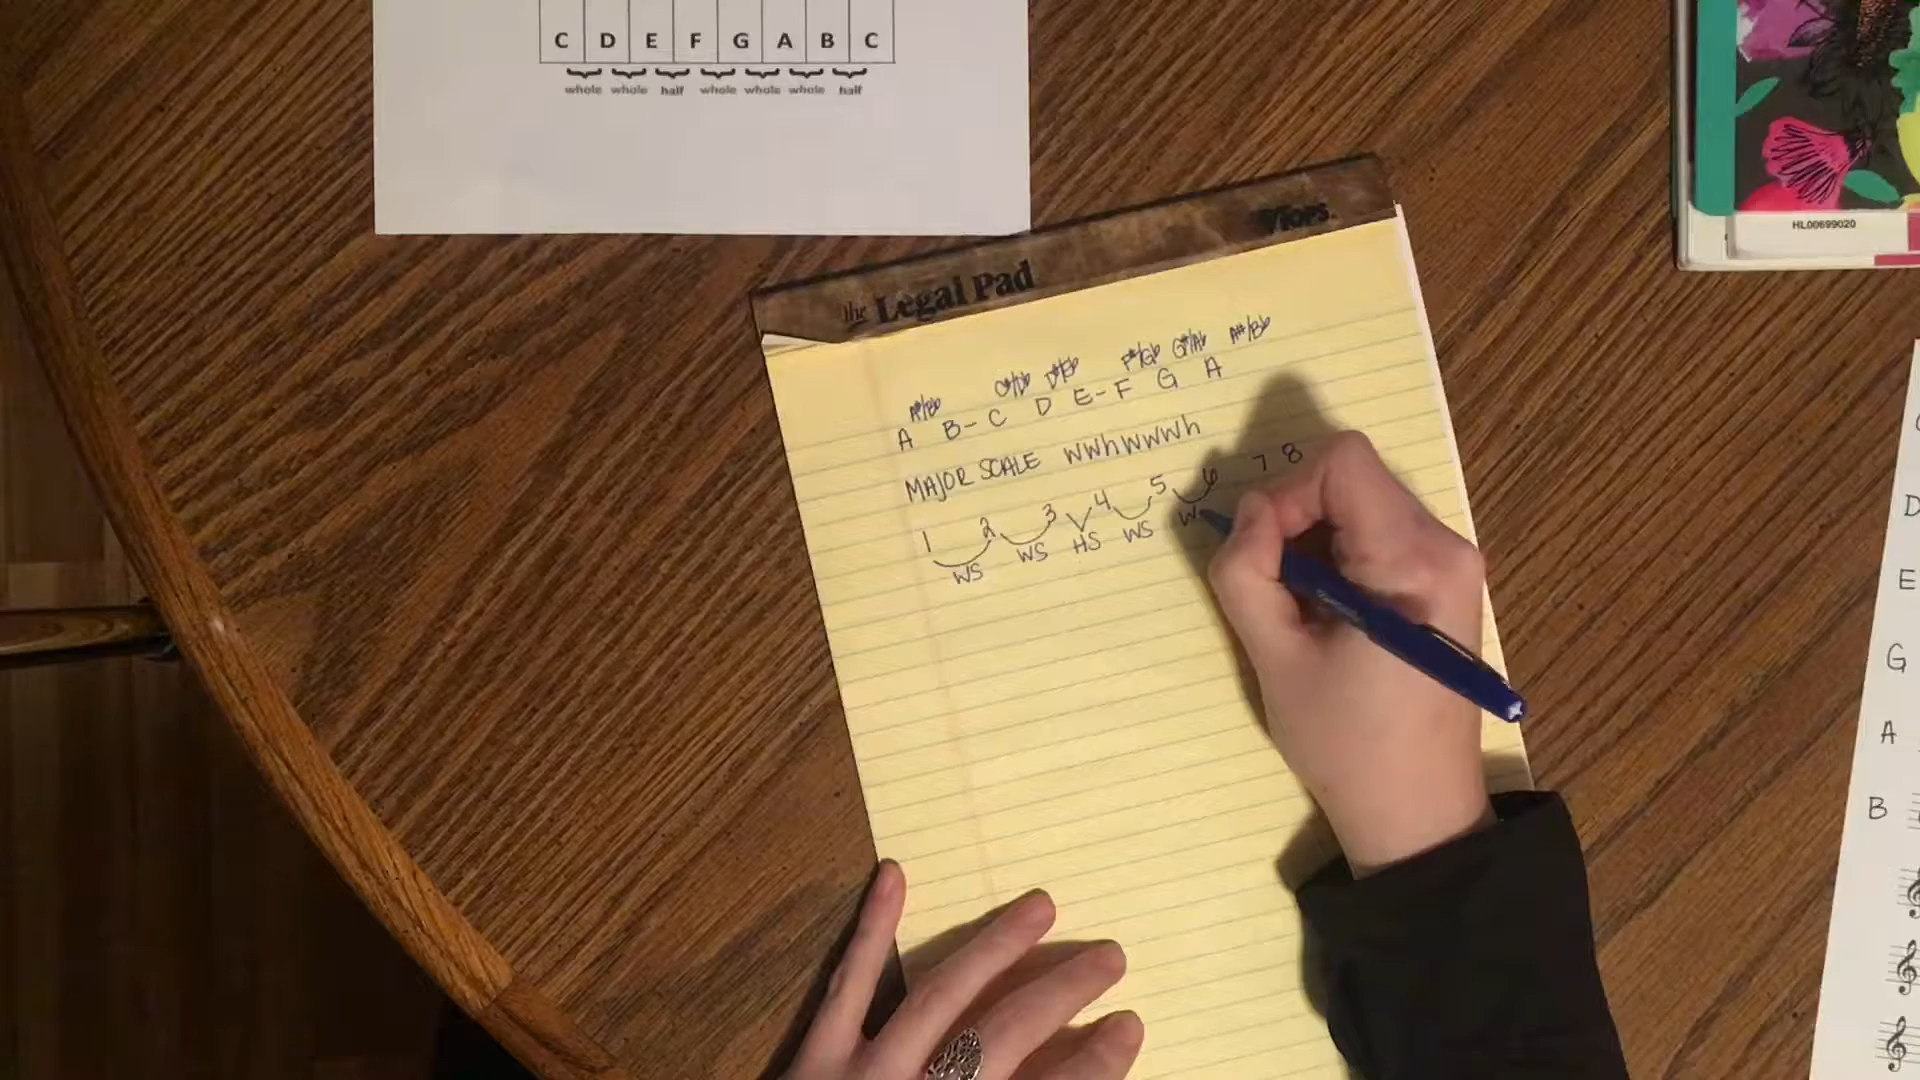 C D E F G A B C
whole whole half whole whole whole half
Tops.
the Legal Pad
HL00699020
A#/Bb C#/Db D#/Eb F#/Gb G#/Ab A#/Bb
A B- C D E- F G A
MAJOR SCALE WWhWWWh
1 2 3 4 5 6 7 8
WS WS HS WS W
D
E
G
A
B